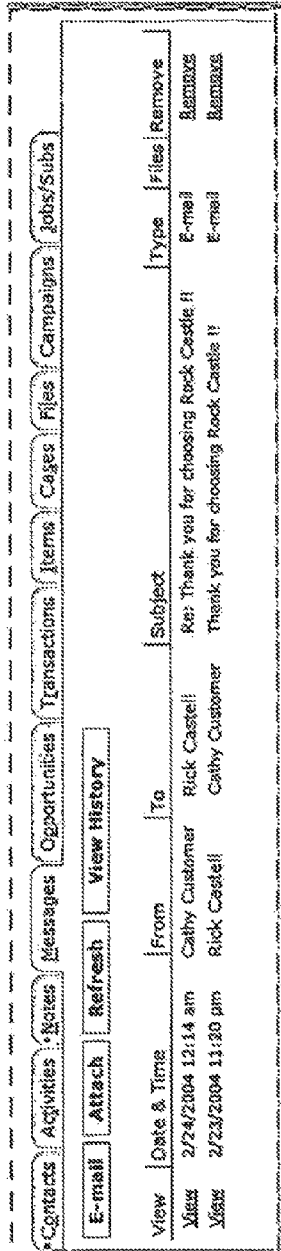 •Contacts Activities •Notes Messages Opportunities Transactions Items Cases Files Campaigns Jobs/Subs
E-mail Attach Refresh View History
View Date & Time From To Subject Type Files Remove
View 2/24/2004 12:14 am Cathy Customer Rick Castell Re: Thank you for choosing Rock Castle !! E-mail Remove
View 2/23/2004 11:20 pm Rick Castell Cathy Customer Thank you for choosing Rock Castle !! E-mail Remove